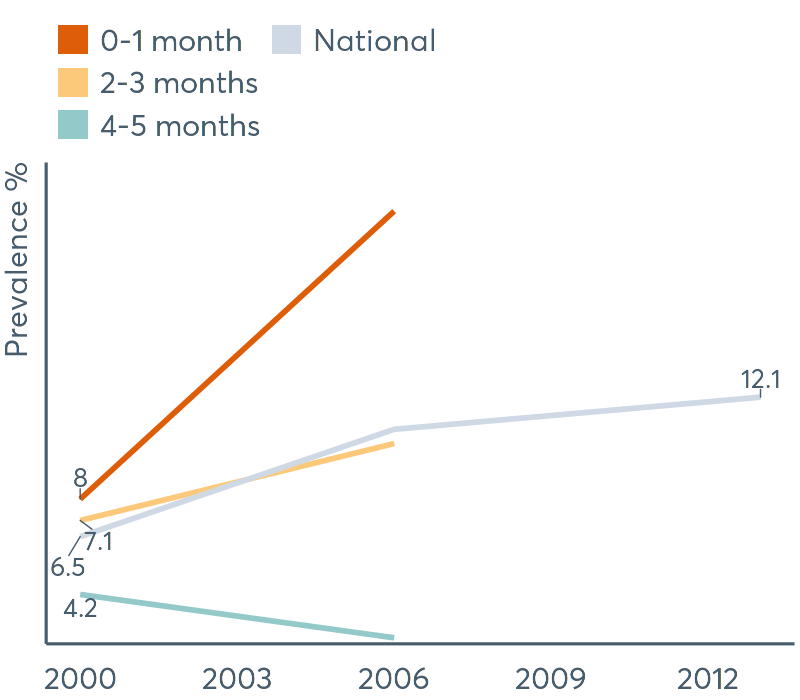 0-1 month
National
2-3 months
4-5 months
Prevalence %
12.1
8
7.1
6.5
4.2
2000 2003 2006 2009 2012